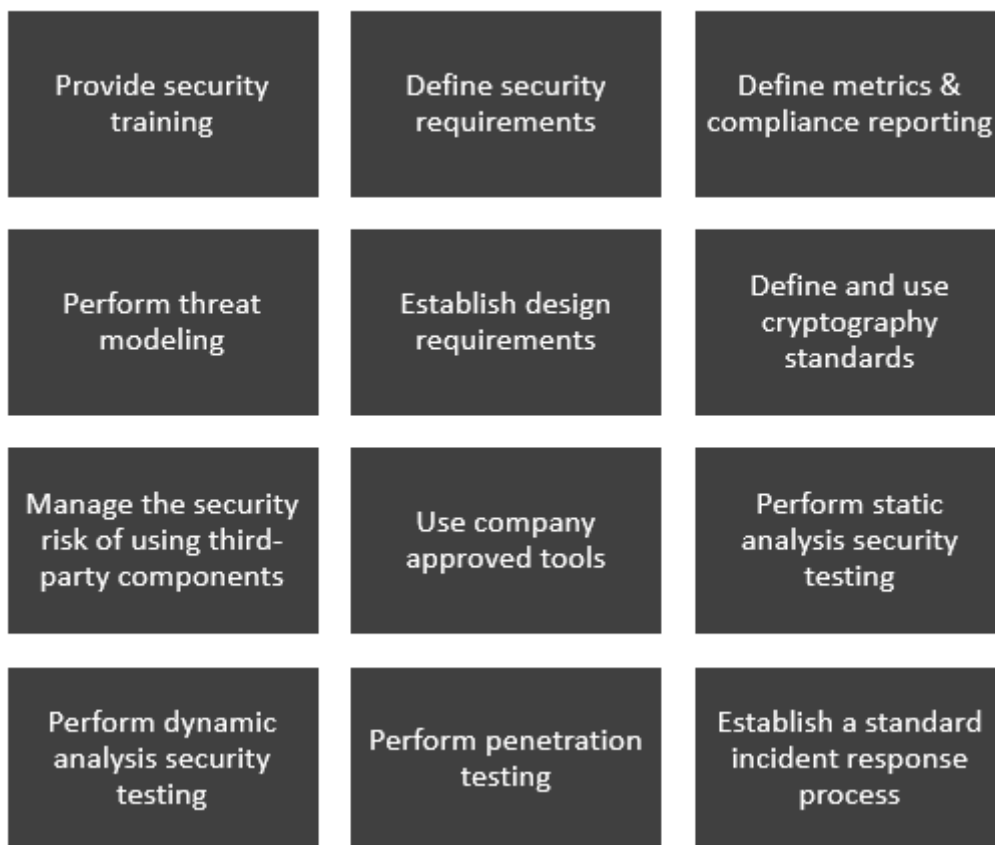 Provide security
training
Define security
requirements
Define metrics &
compliance reporting
Perform threat
modeling
Establish design
requirements
Define and use
cryptography
standards
Manage the security
risk of using third-
party components
Use company
approved tools
Perform static
analysis security
testing
Perform dynamic
analysis security
testing
Perform penetration
testing
Establish a standard
incident response
process